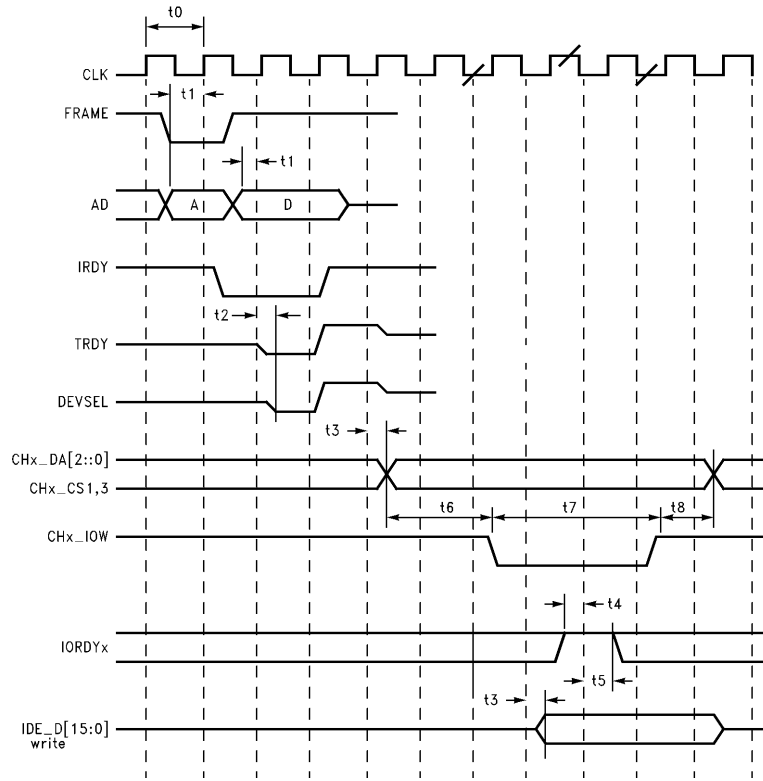 t0
CLK
t1
FRAME
t1
AD
A
D
IRDY
t2
TRDY
DEVSEL
t3
CHx_DA[2::0]
CHx_CS1,3
t6
t7
t8
CHx_IOW
t4
IORDYx
t5
t3
IDE_D[15:0]
write